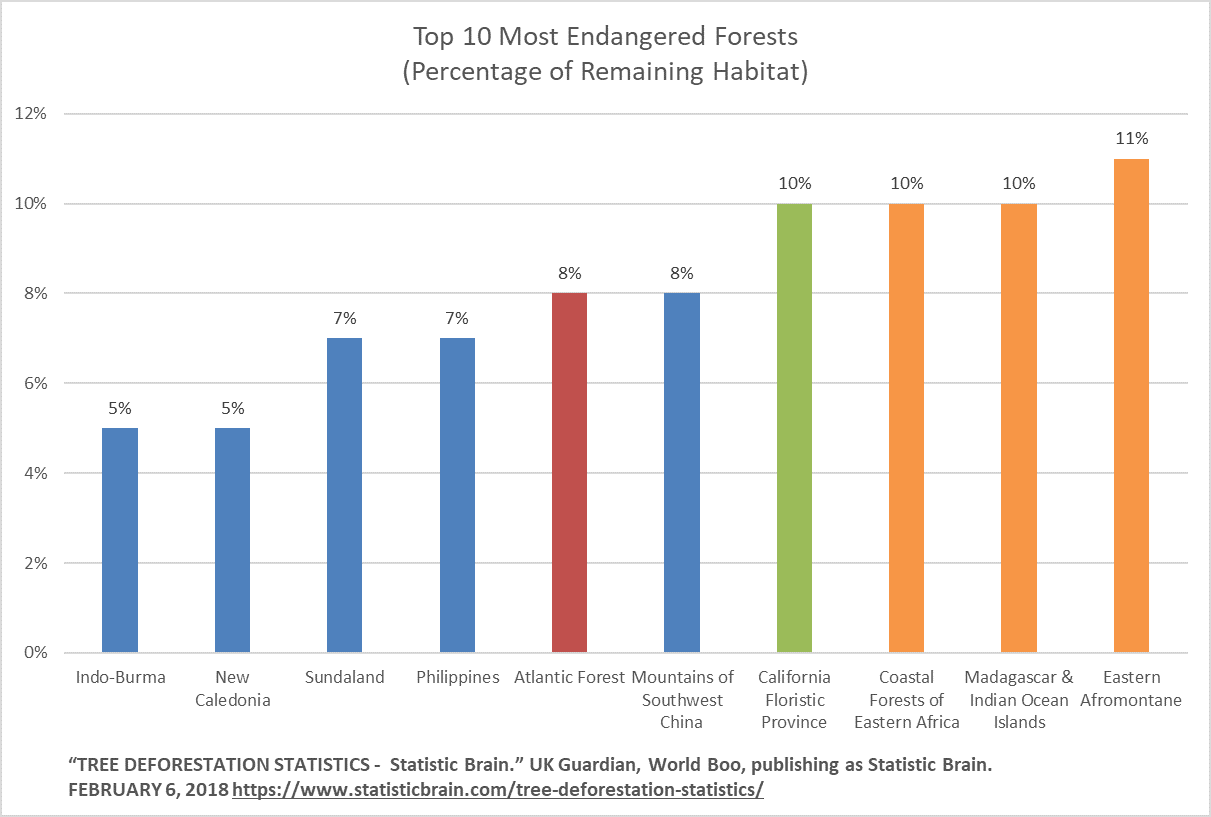 Top 10 Most Endangered Forests
(Percentage of Remaining Habitat)
12%
10%
8%
6%
4%
2%
0%
5%
5%
7%
7%
8%
8%
10%
10%
10%
11%
Indo-Burma
New
Caledonia
Sundaland
Philippines
Atlantic Forest
Mountains of
Southwest
China
California
Floristic
Province
Coastal
Forests of
Eastern Africa
Madagascar &
Indian Ocean
Islands
Eastern
Afromontane
“TREE DEFORESTATION STATISTICS - Statistic Brain.” UK Guardian, World Boo, publishing as Statistic Brain.
FEBRUARY 6, 2018 https://www.statisticbrain.com/tree-deforestation-statistics/